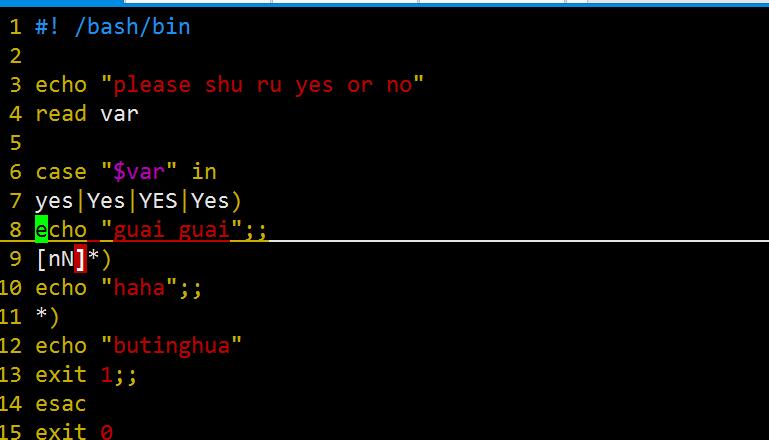 1 #! /bash/bin
2
3 echo "please shu ru yes or no"
4 read var
5
6 case "$var" in
7 yes|Yes|YES|Yes)
8 echo "guai guai";;
9 [nN]*)
10 echo "haha";;
11 *)
12 echo "butinghua"
13 exit 1;;
14 esac
15 exit 0